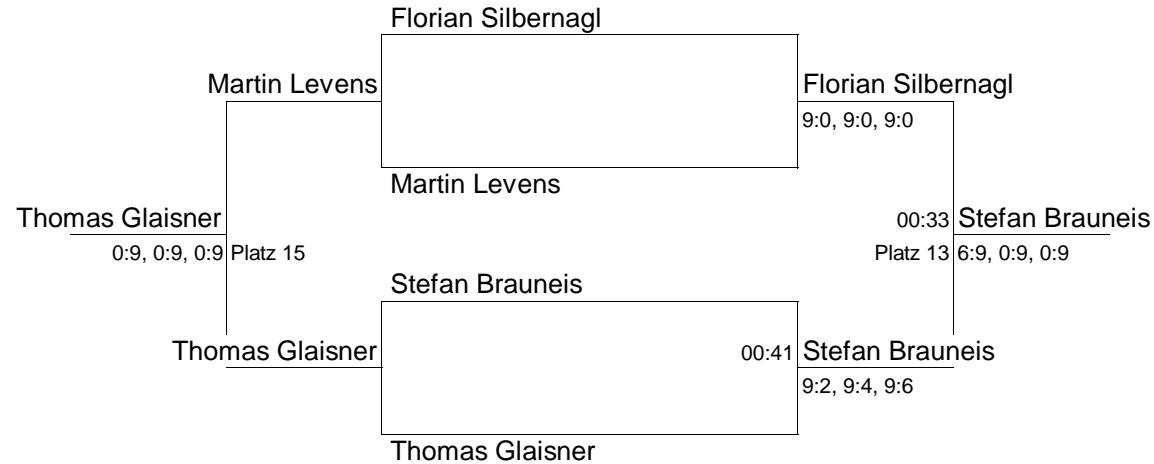 Florian Silbernagl
Martin Levens
Florian Silbernagl
9:0, 9:0, 9:0
Martin Levens
Thomas Glaisner
00:33 Stefan Brauneis
0:9, 0:9, 0:9 Platz 15
Platz 13 6:9, 0:9, 0:9
Stefan Brauneis
Thomas Glaisner
00:41 Stefan Brauneis
9:2, 9:4, 9:6
Thomas Glaisner